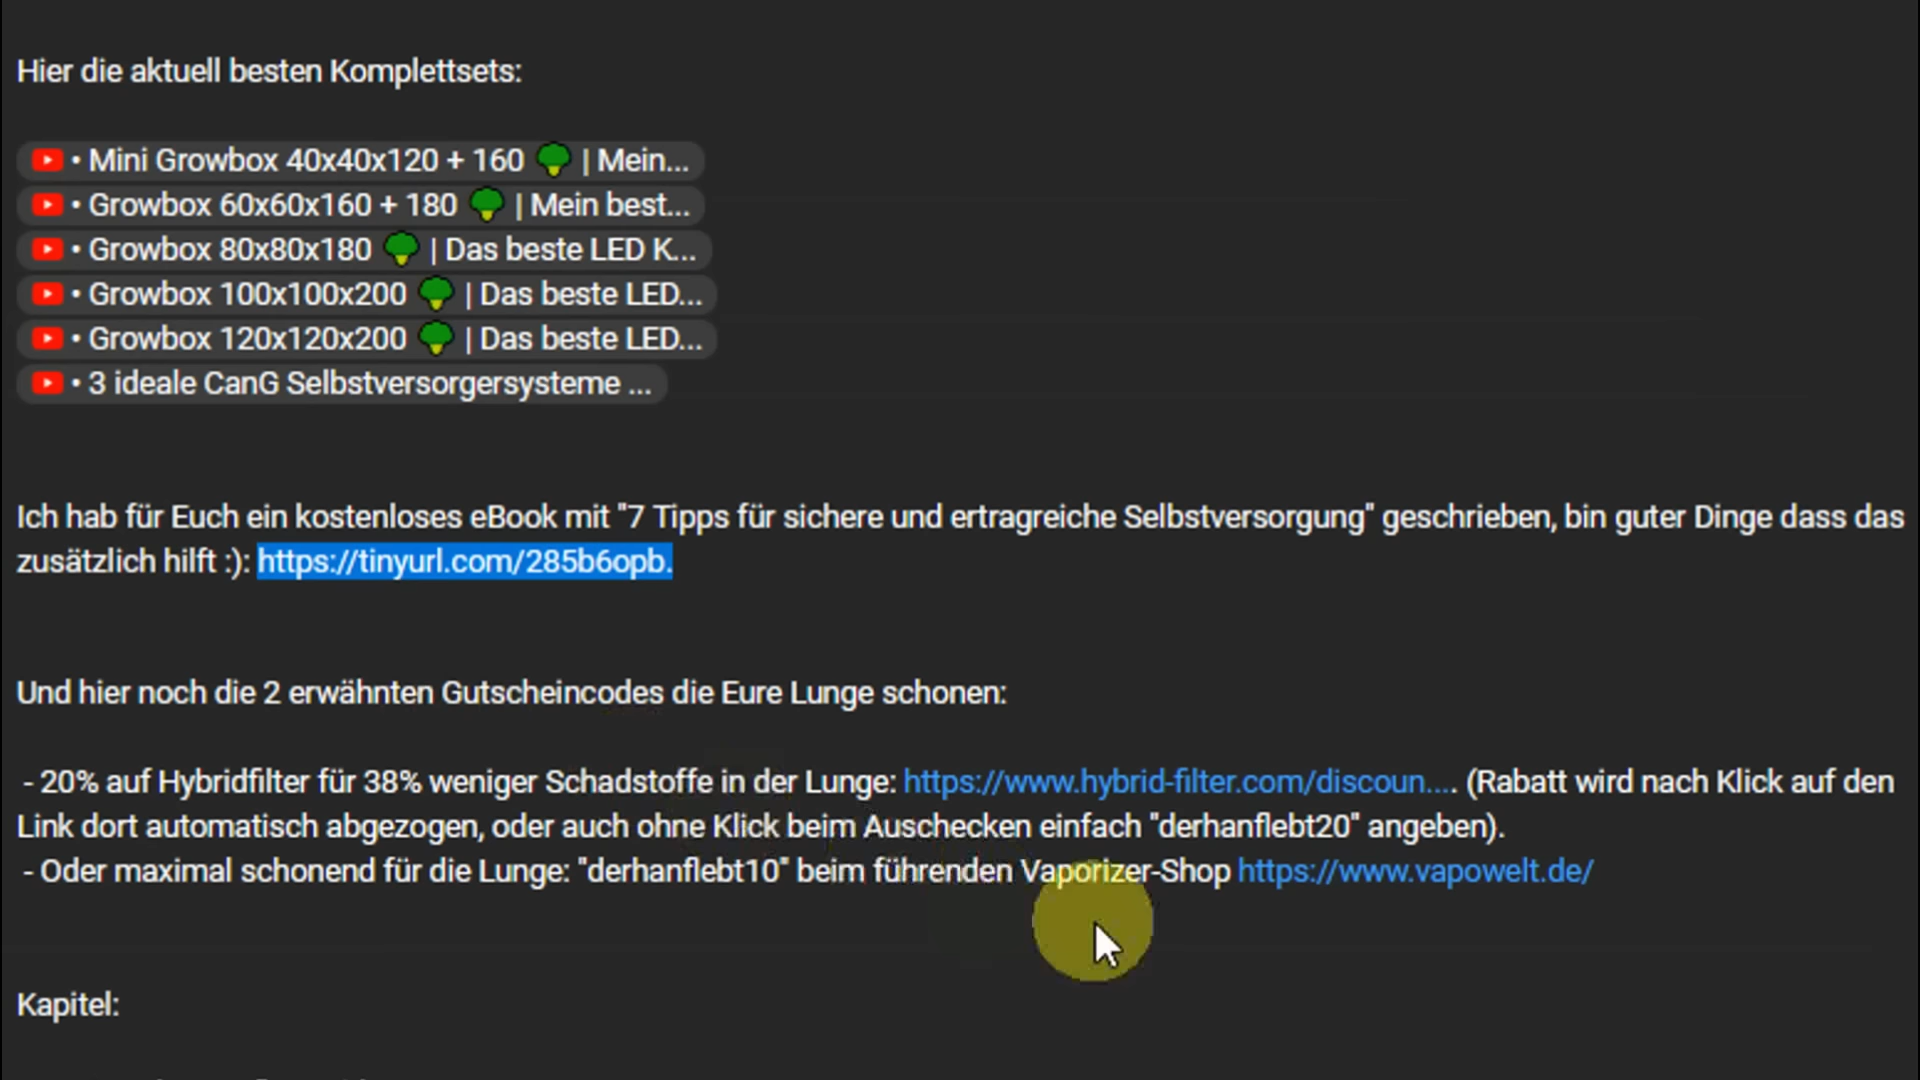 Hier die aktuell besten Komplettsets:
• Mini Growbox 40x40x120 + 160 🌳 | Mein...
• Growbox 60x60x160 + 180 🌳 | Mein best...
• Growbox 80x80x180 🌳 | Das beste LED K...
• Growbox 100x100x200 🌳 | Das beste LED...
• Growbox 120x120x200 🌳 | Das beste LED...
• 3 ideale CanG Selbstversorgersysteme ...
Ich hab für Euch ein kostenloses eBook mit "7 Tipps für sichere und ertragreiche Selbstversorgung" geschrieben, bin guter Dinge dass das
zusätzlich hilft :): https://tinyurl.com/285b6opb.
Und hier noch die 2 erwähnten Gutscheincodes die Eure Lunge schonen:
- 20% auf Hybridfilter für 38% weniger Schadstoffe in der Lunge: https://www.hybrid-filter.com/discoun.... (Rabatt wird nach Klick auf den
Link dort automatisch abgezogen, oder auch ohne Klick beim Auschecken einfach "derhanflebt20" angeben).
- Oder maximal schonend für die Lunge: "derhanflebt10" beim führenden Vaporizer-Shop https://www.vapowelt.de/
Kapitel: